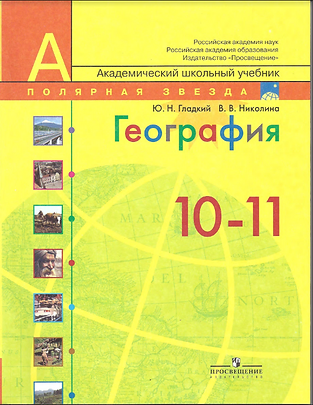 Российская академия наук
Российская академия образования
Издательство «Просвещение»
А
Академический школьный учебник
ПОЛЯРНАЯ ЗВЕЗДА
Ю. Н. Гладкий В. В. Николина
География
10-11
ПРОСВЕЩЕНИЕ
ИЗДАТЕЛЬСТВО